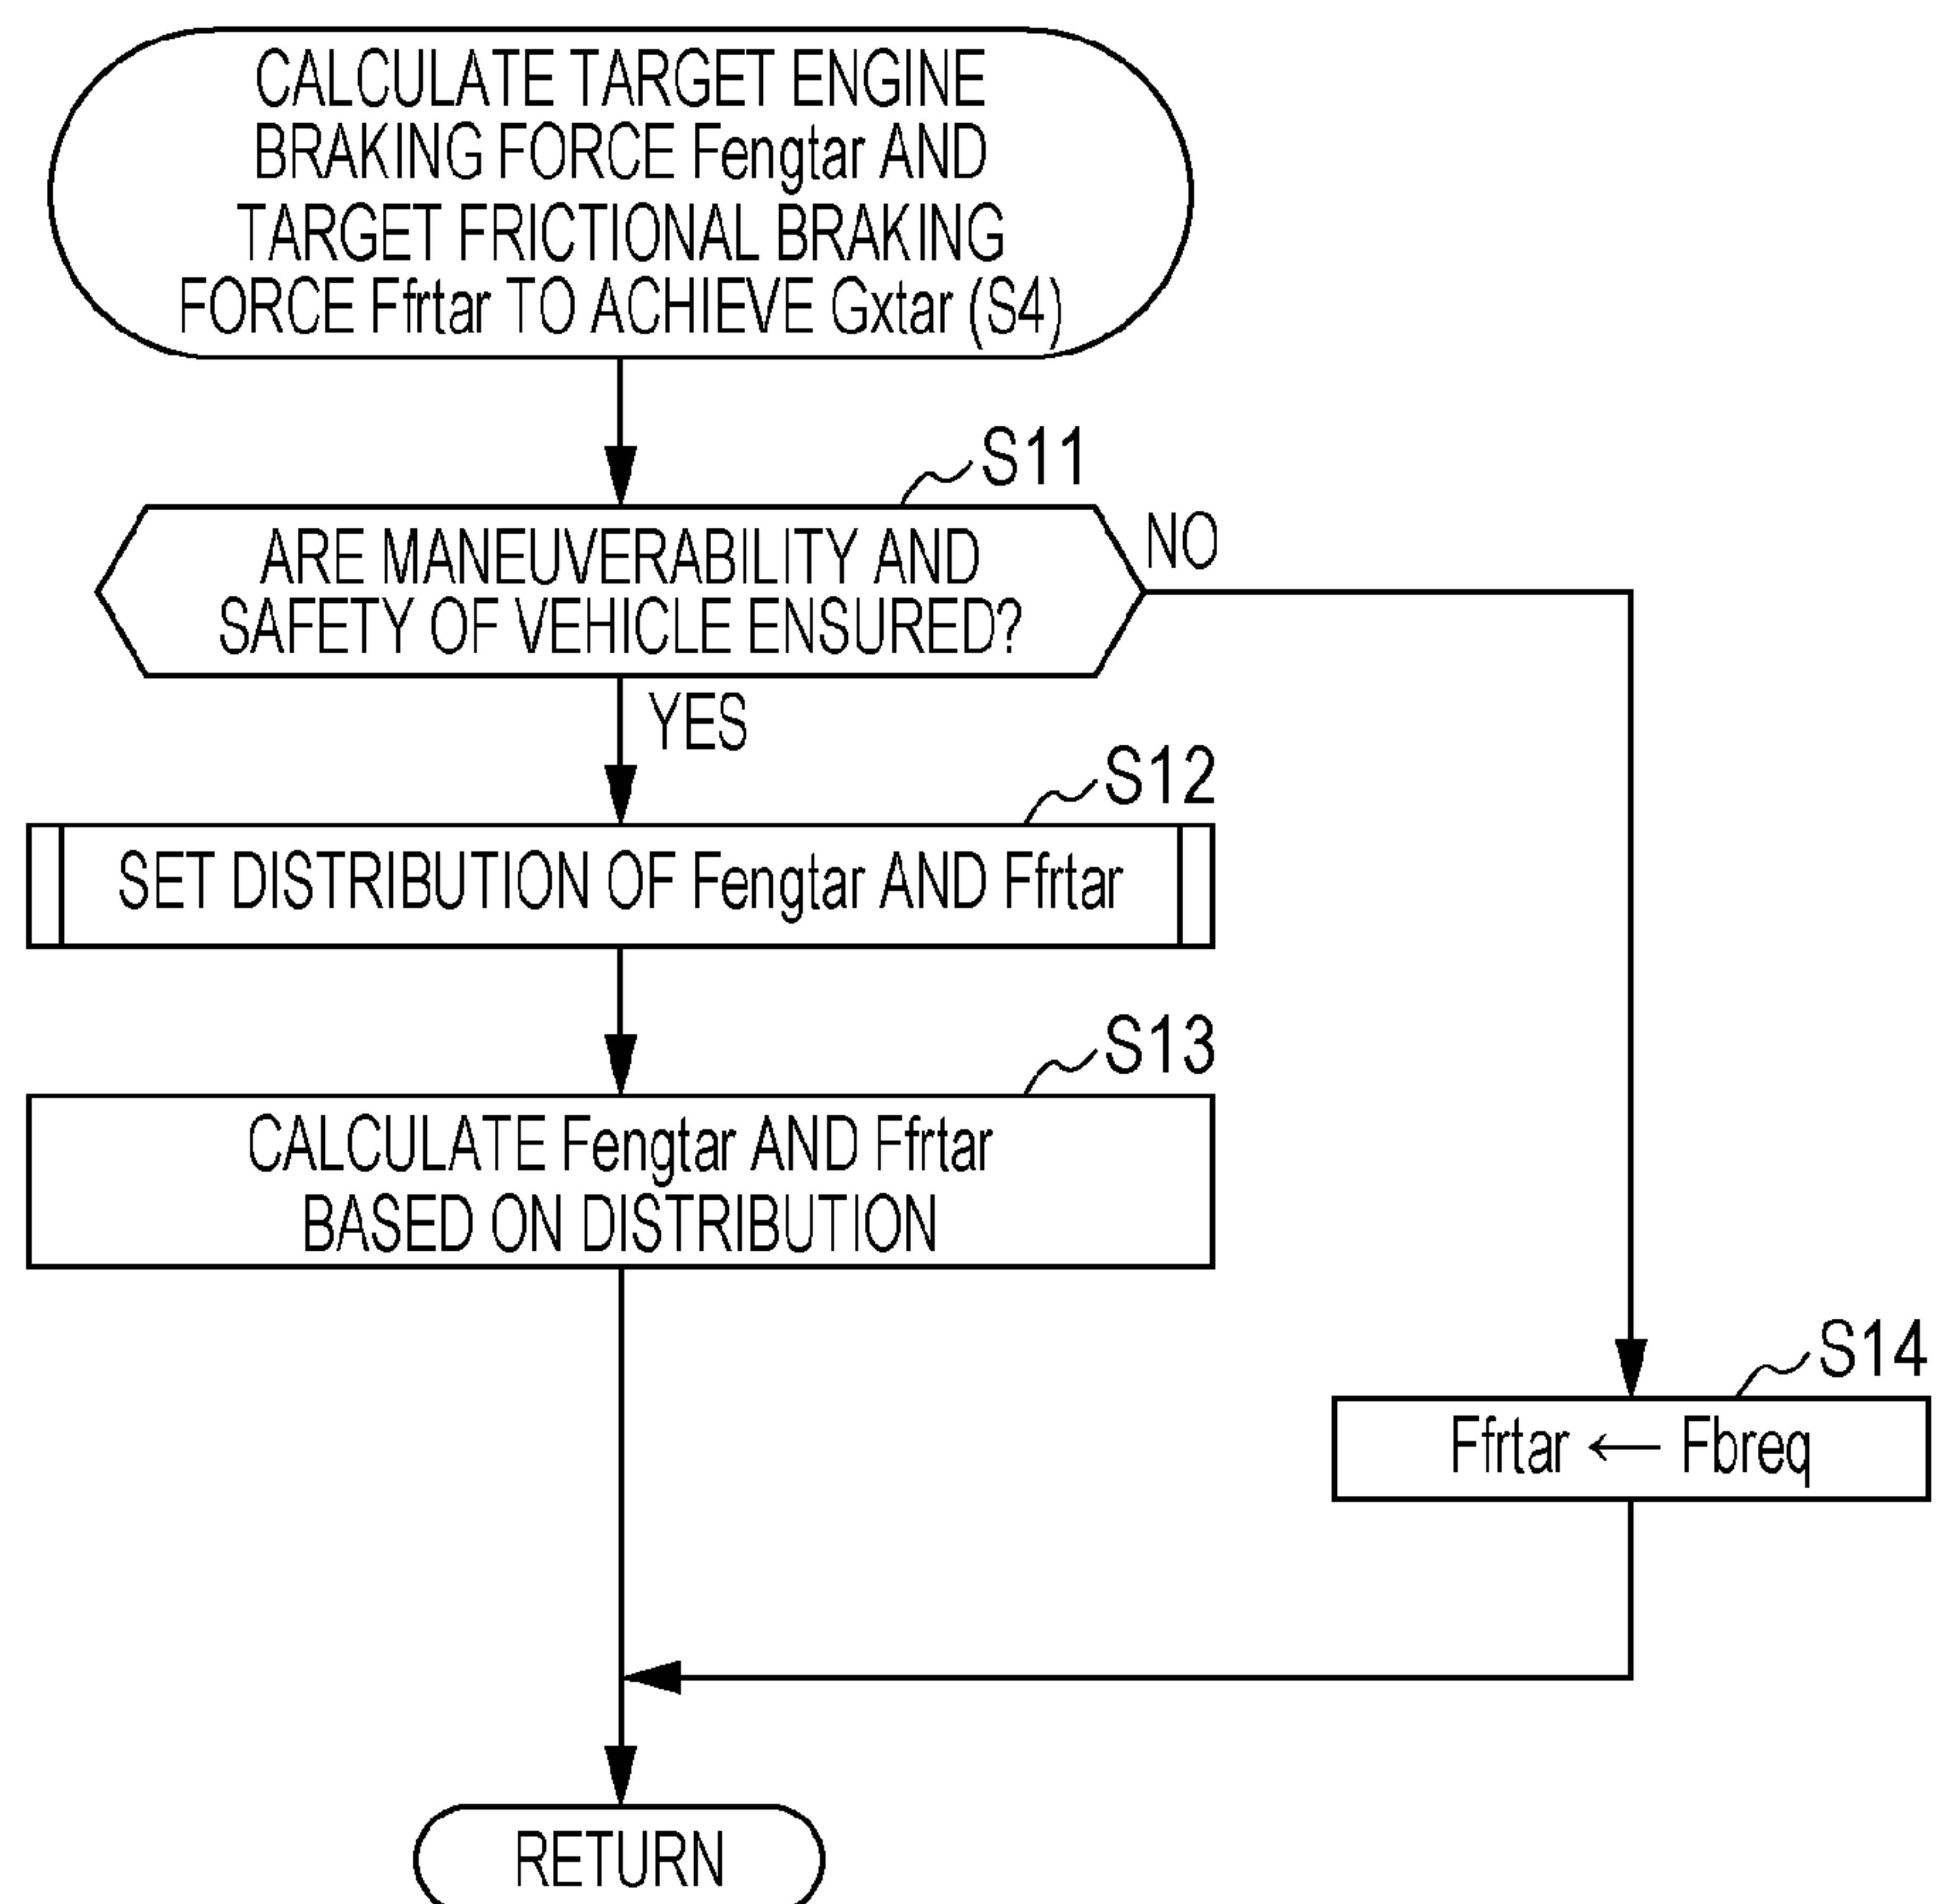 CALCULATE TARGET ENGINE
BRAKING FORCE Fengtar AND
TARGET FRICTIONAL BRAKING
FORCE Ffrtar TO ACHIEVE Gxtar (S4)
S11
ARE MANEUVERABILITY AND
SAFETY OF VEHICLE ENSURED?
NO
YES
S12
SET DISTRIBUTION OF Fengtar AND Ffrtar
S13
CALCULATE Fengtar AND Ffrtar
BASED ON DISTRIBUTION
S14
Ffrtar ← Fbreq
RETURN